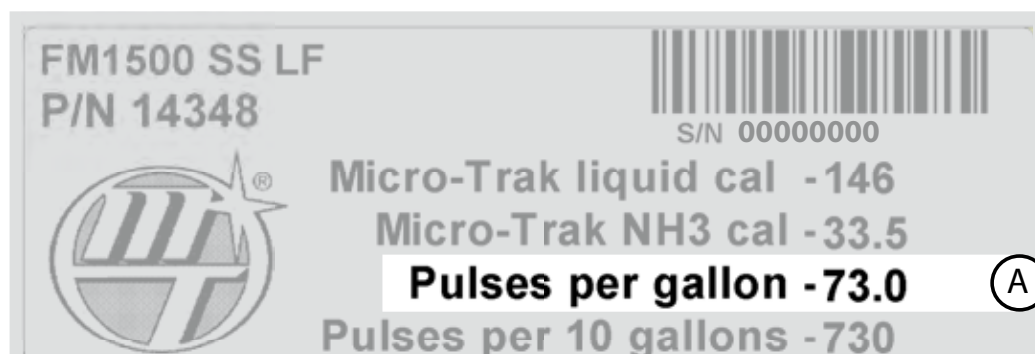 FM1500 SS LF
P/N 14348
S/N 00000000
®
Micro-Trak liquid cal -146
Micro-Trak NH3 cal -33.5
Pulses per gallon -73.0 A
Pulses per 10 gallons -730